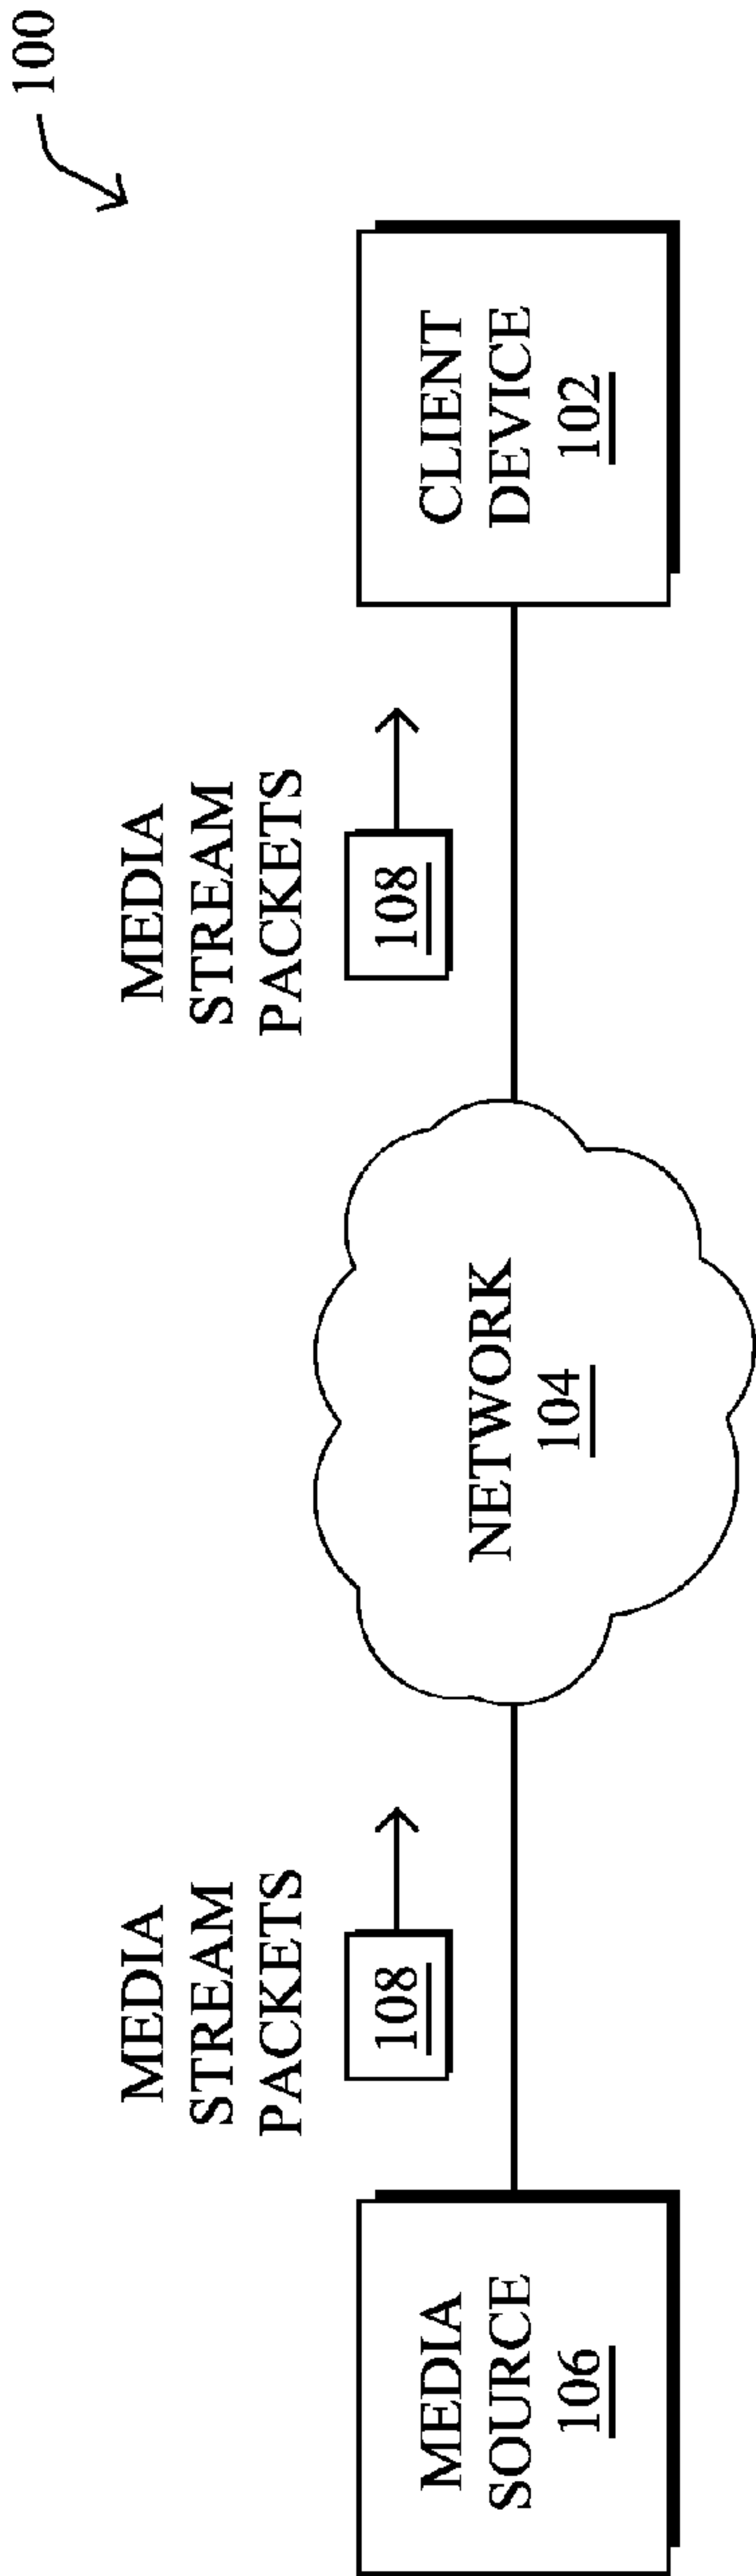 100
MEDIA
STREAM
PACKETS
108
MEDIA
STREAM
PACKETS
108
MEDIA
SOURCE
106
NETWORK
104
CLIENT
DEVICE
102